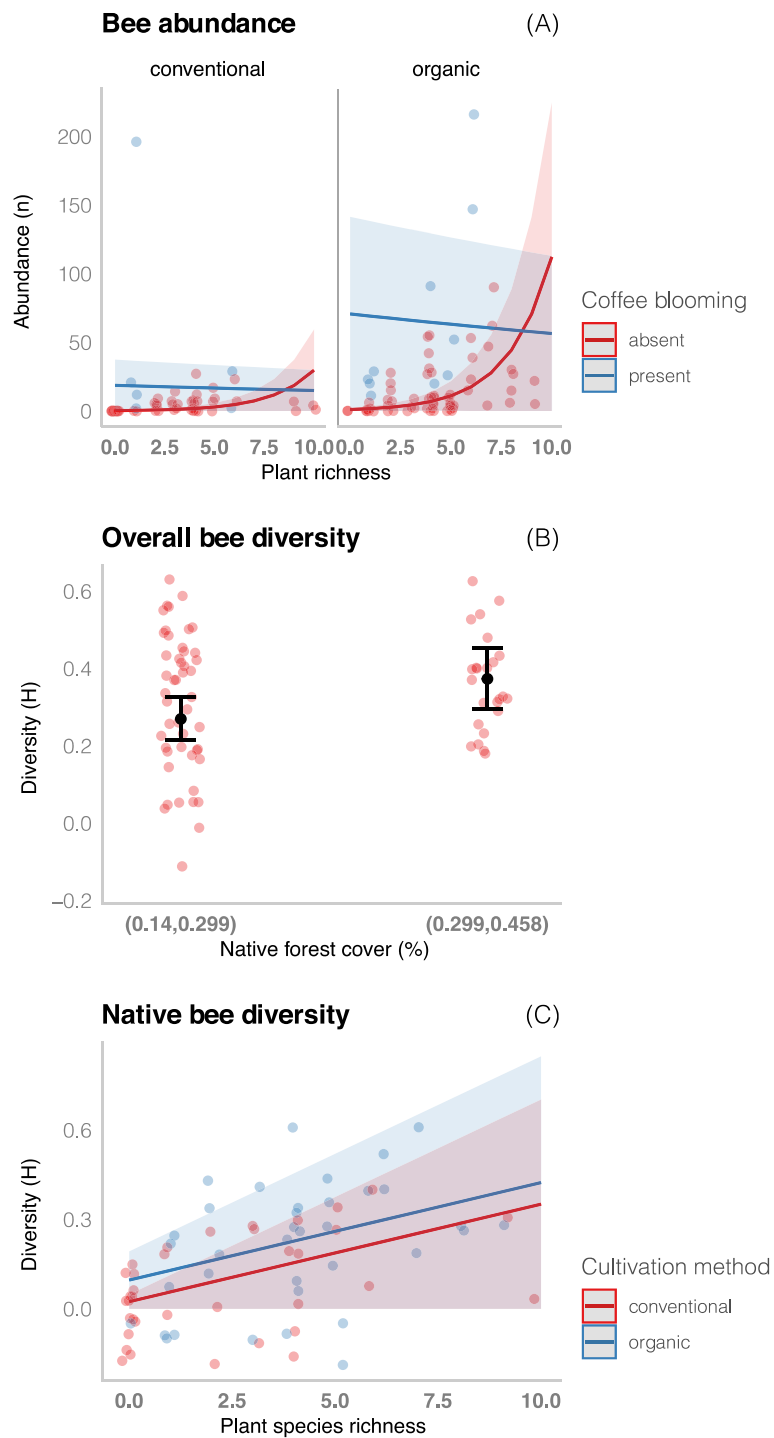 Bee abundance (A)
conventional organic
200
150
100
50
0
Abundance (n)
0.0 2.5 5.0 7.5 10.0 0.0 2.5 5.0 7.5 10.0
Plant richness
Coffee blooming
absent
present
Overall bee diversity (B)
0.6
0.4
0.2
0.0
−0.2
Diversity (H)
(0.14,0.299) (0.299,0.458)
Native forest cover (%)
Native bee diversity (C)
0.6
0.3
0.0
Diversity (H)
0.0 2.5 5.0 7.5 10.0
Plant species richness
Cultivation method
conventional
organic